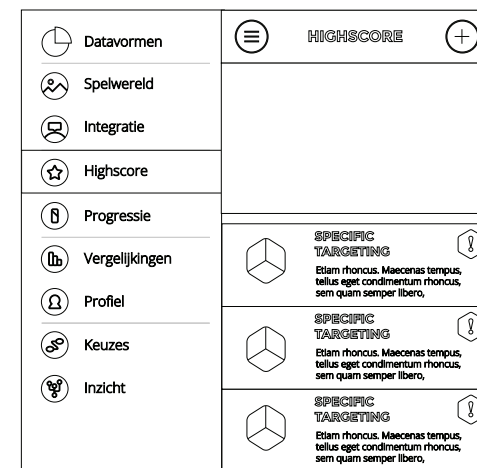 Datavormen
Spelwereld
Integratie
Highscore
Progressie
Vergelijkingen
Profiel
Keuzes
Inzicht
HIGHSCORE
SPECIFIC
TARGETING
Etiam rhoncus. Maecenas tempus,
tellus eget condimentum rhoncus,
sem quam semper libero,
SPECIFIC
TARGETING
Etiam rhoncus. Maecenas tempus,
tellus eget condimentum rhoncus,
sem quam semper libero,
SPECIFIC
TARGETING
Etiam rhoncus. Maecenas tempus,
tellus eget condimentum rhoncus,
sem quam semper libero,